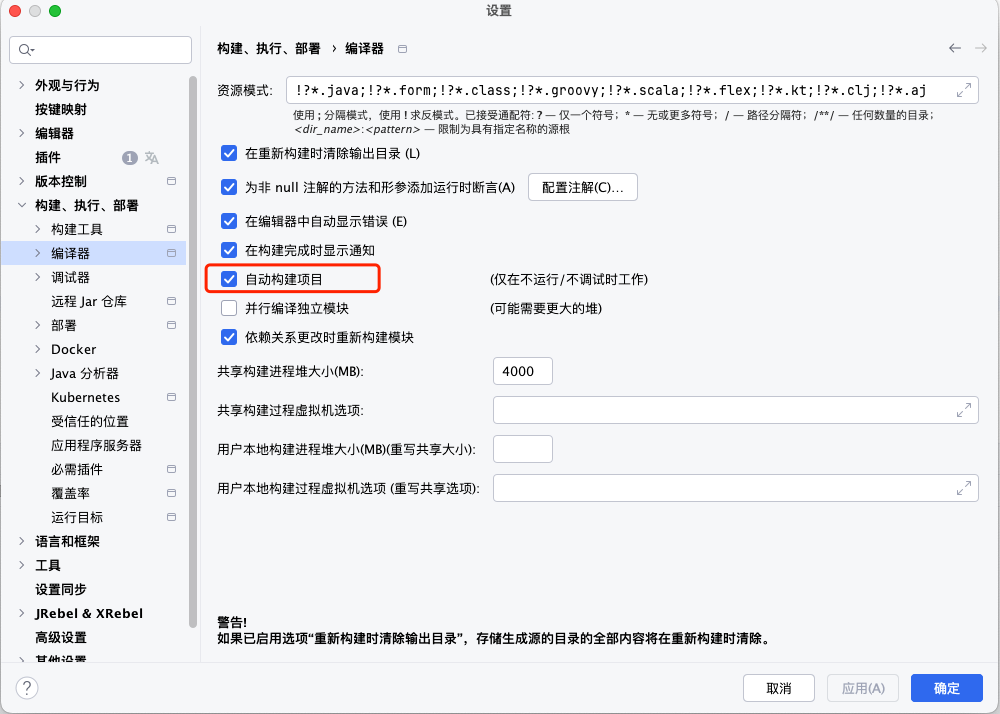 设置
构建、执行、部署 › 编译器
外观与行为
按键映射
编辑器
插件 1
版本控制
构建、执行、部署
构建工具
编译器
调试器
远程 Jar 仓库
部署
Docker
Java 分析器
Kubernetes
受信任的位置
应用程序服务器
必需插件
覆盖率
运行目标
语言和框架
工具
设置同步
JRebel & XRebel
高级设置
其他设置
资源模式: !?*.java;!?*.form;!?*.class;!?*.groovy;!?*.scala;!?*.flex;!?*.kt;!?*.clj;!?*.aj
使用 ; 分隔模式，使用 ! 求反模式。已接受通配符: ? — 仅一个符号；* — 无或更多符号；/ — 路径分隔符；/**/ — 任何数量的目录；
<dir_name>:<pattern> — 限制为具有指定名称的源根
在重新构建时清除输出目录 (L)
为非 null 注解的方法和形参添加运行时断言(A) 配置注解(C)...
在编辑器中自动显示错误 (E)
在构建完成时显示通知
自动构建项目 (仅在不运行/不调试时工作)
并行编译独立模块 (可能需要更大的堆)
依赖关系更改时重新构建模块
共享构建进程堆大小(MB): 4000
共享构建过程虚拟机选项:
用户本地构建进程堆大小(MB)(重写共享大小):
用户本地构建过程虚拟机选项 (重写共享选项):
警告!
如果已启用选项“重新构建时清除输出目录”，存储生成源的目录的全部内容将在重新构建时清除。
?
取消 应用(A) 确定